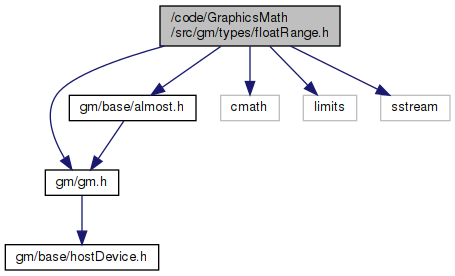 /code/GraphicsMath
/src/gm/types/floatRange.h
gm/base/almost.h
cmath
limits
sstream
gm/gm.h
gm/base/hostDevice.h